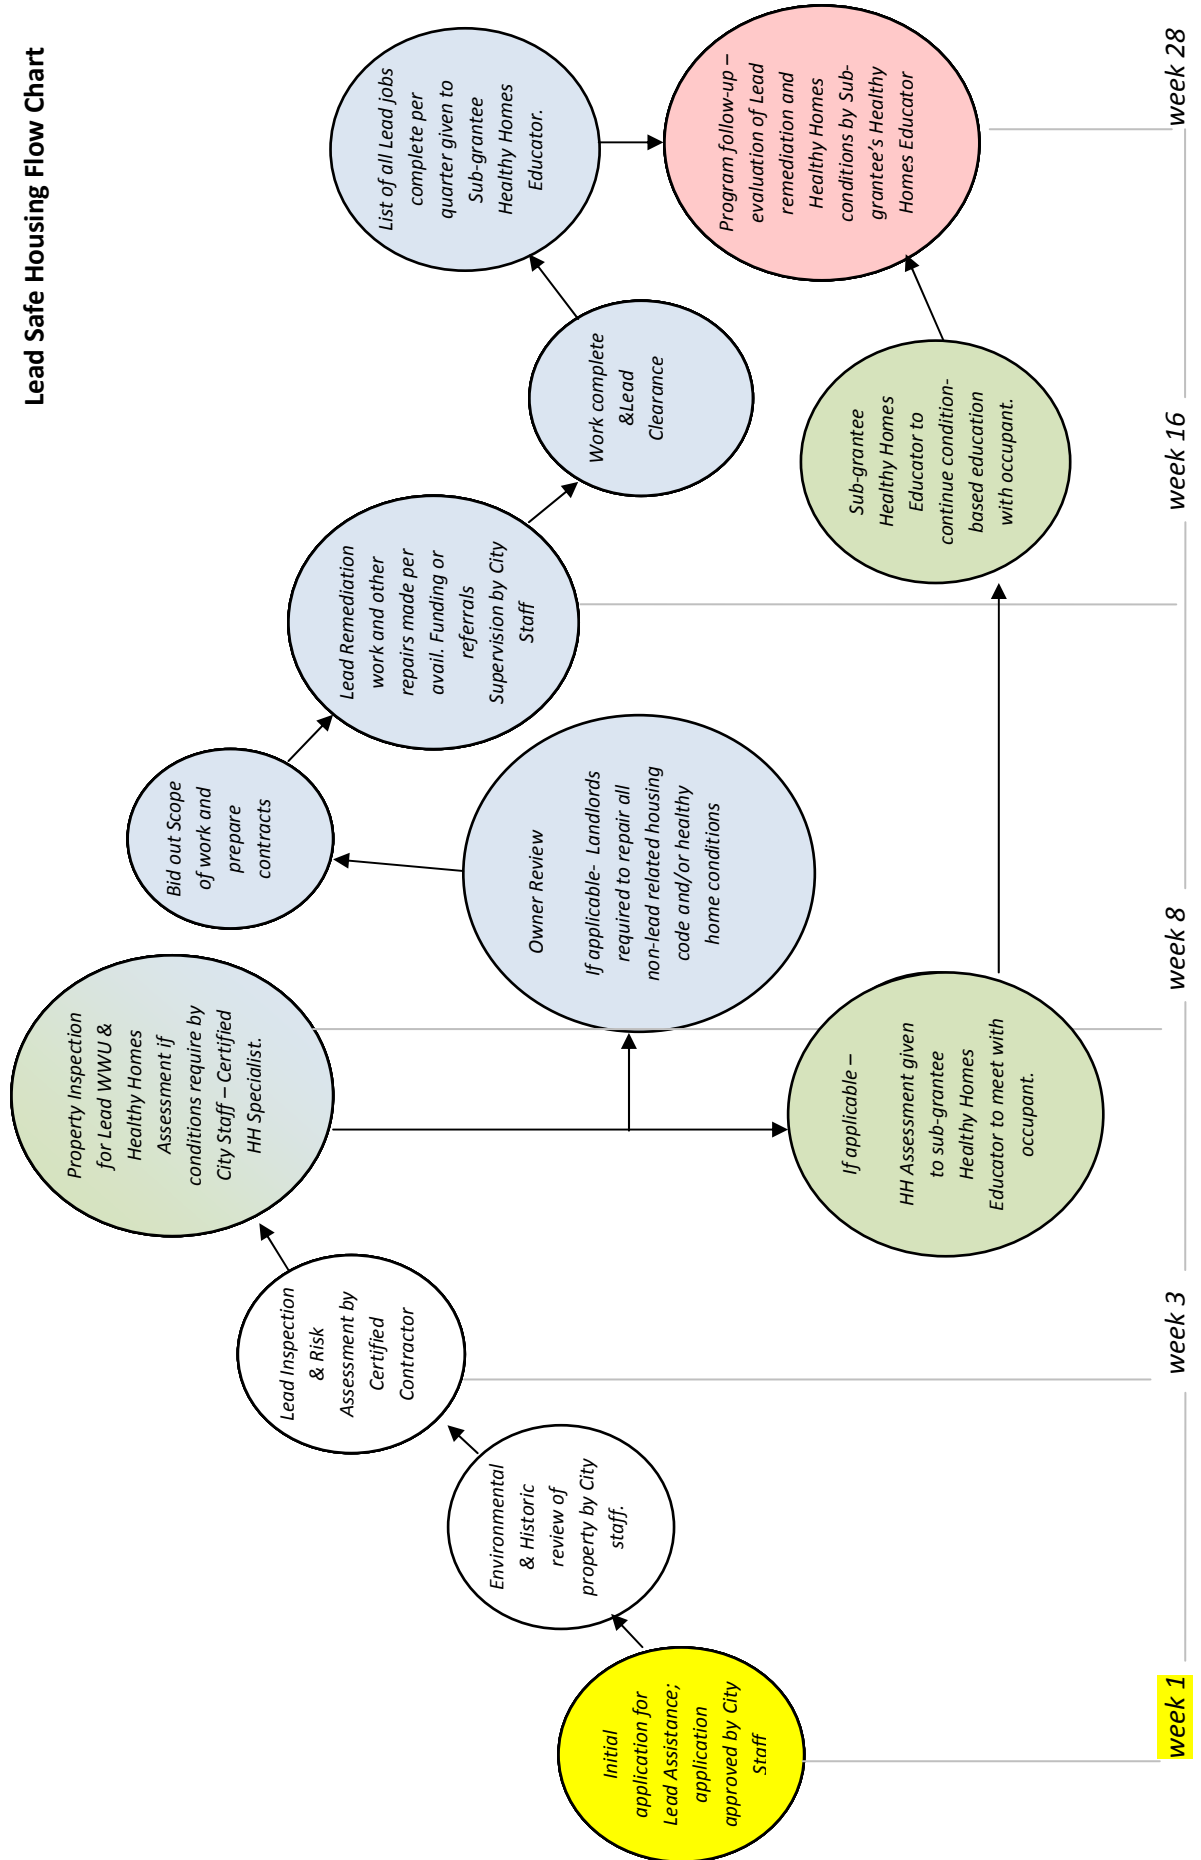 Lead Safe Housing Flow Chart
Initial
application for
Lead Assistance;
application
approved by City
Staff
Environmental
& Historic
review of
property by City
staff.
Lead Inspection
& Risk
Assessment by
Certified
Contractor
Property Inspection
for Lead WWU &
Healthy Homes
Assessment if
conditions require by
City Staff – Certified
HH Specialist.
If applicable –
HH Assessment given
to sub-grantee
Healthy Homes
Educator to meet with
occupant.
Owner Review
If applicable- Landlords
required to repair all
non-lead related housing
code and/or healthy
home conditions
Bid out Scope
of work and
prepare
contracts
Lead Remediation
work and other
repairs made per
avail. Funding or
referrals
Supervision by City
Staff
Work complete
&Lead
Clearance
List of all Lead jobs
complete per
quarter given to
Sub-grantee
Healthy Homes
Educator.
Sub-grantee
Healthy Homes
Educator to
continue condition-
based education
with occupant.
Program follow-up –
evaluation of Lead
remediation and
Healthy Homes
conditions by Sub-
grantee's Healthy
Homes Educator
week 1
week 3
week 8
week 16
week 28